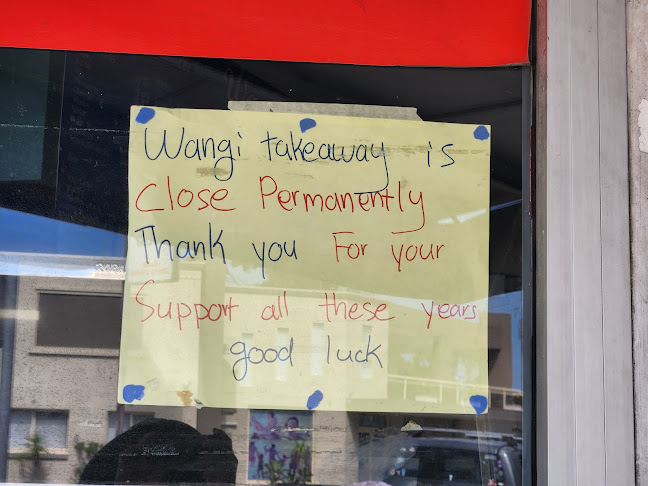 Wangi takeaway is
Close Permanently
Thank you For your
Support all these years
good luck